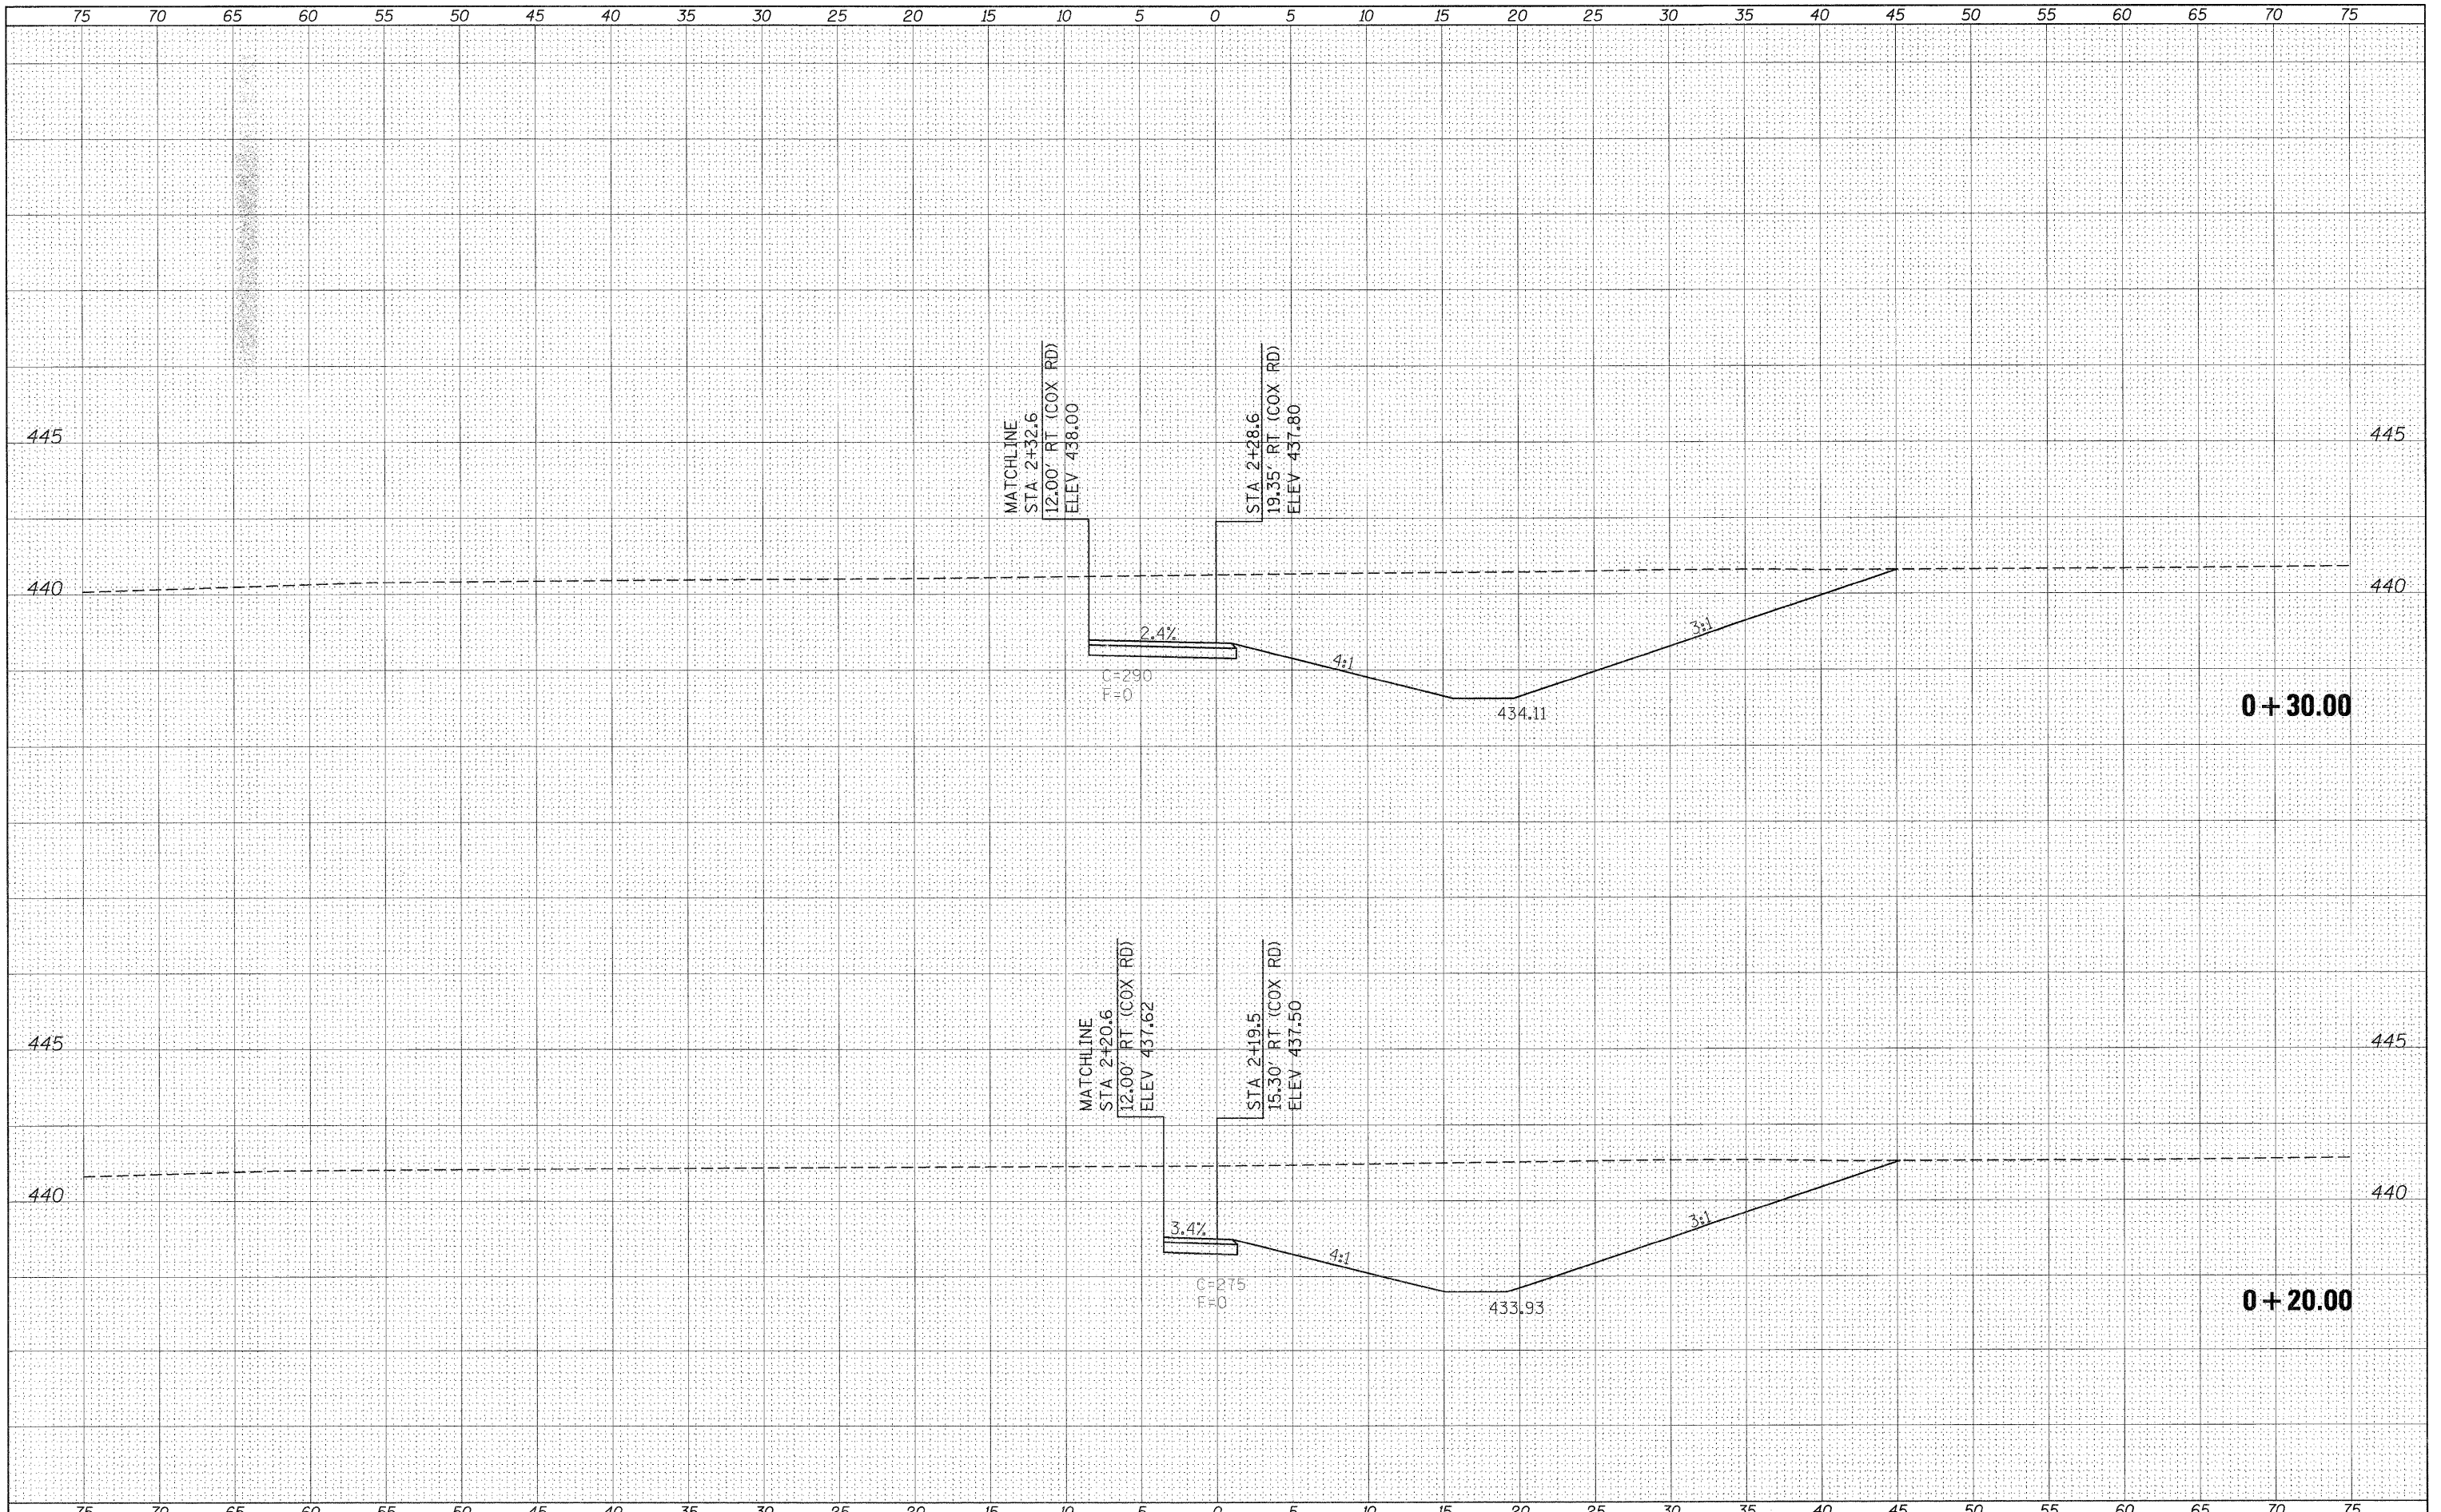 75 70 65 60 55 50 45 40 35 30 25 20 15 10 5 0 5 10 15 20 25 30 35 40 45 50 55 60 65 70 75
MATCHLINE
STA 2+32.6
12.00' RT (COX RD)
ELEV 438.00
STA 2+28.6
19.35' RT (COX RD)
ELEV 437.80
445 445
440 440
2.4%
4:1
3:1
C=290
F=0
434.11
0+30.00
MATCHLINE
STA 2+20.6
12.00' RT (COX RD)
ELEV 437.62
STA 2+19.5
15.30' RT (COX RD)
ELEV 437.50
445 445
440 440
3.4%
4:1
3:1
C=275
F=0
433.93
0+20.00
75 70 65 60 55 50 45 40 35 30 25 20 15 10 5 0 5 10 15 20 25 30 35 40 45 50 55 60 65 70 75